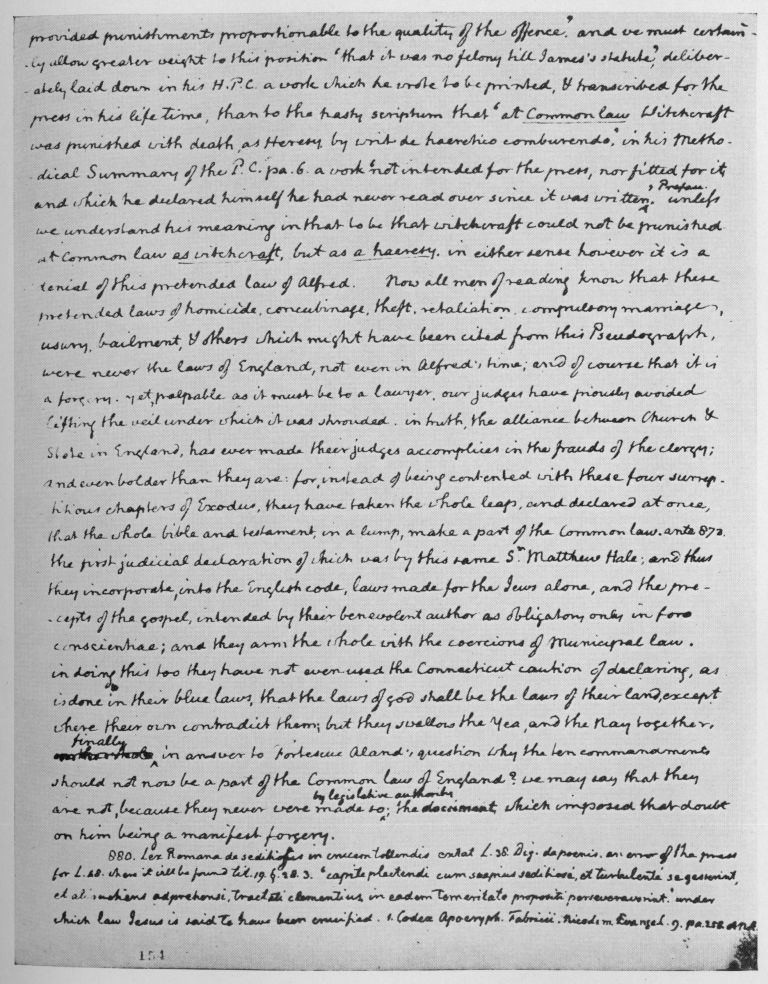 provided punishments proportionable to the quality of the offence." and we must certain-
-ly allow greater weight to this position 'that it was no felony till James's statute,' deliber-
-ately laid down in his H.P.C. a work which he wrote to be printed, & transcribed for the
press in his life time, than to the hasty scriptum that 'at Common law Witchcraft
was punished with death, as Heresy by writ de haeretico comburendo,' in his Metho-
-dical Summary of the P.C. pa. 6. a work 'not intended for the press, nor fitted for it,
and which he declared himself he had never read over since it was written,' Prefau. unless
we understand his meaning in that to be that witchcraft could not be punished
at Common law as witchcraft, but as a haeresy. in either sense however it is a
denial of this pretended law of Alfred. Now all men of reading know that these
pretended laws of homicide, concubinage, theft, retaliation, compulsory marriage,
usury, bailment, & others which might have been cited from this Pseudograph,
were never the laws of England, not even in Alfred's time; and of course that it is
a forgery. yet, palpable as it must be to a lawyer, our judges have piously avoided
lifting the veil under which it was shrouded. in truth, the alliance between Church &
State in England, has ever made their judges accomplices in the frauds of the clergy;
and even bolder than they are: for, instead of being contented with these four surrep-
titious chapters of Exodus, they have taken the whole leap, and declared at once,
that the whole bible and testament, in a lump, make a part of the Common law. ante 873.
the first judicial declaration of which was by this same Sr. Matthew Hale: and thus
they incorporate, into the English code, laws made for the Jews alone, and the pre-
-cepts of the gospel, intended by their benevolent author as obligatory only in foro
conscientiae; and they arm the whole with the coercions of Municipal law.
in doing this too they have not even used the Connecticut caution of declaring, as
is done in their blue laws, that the laws of god shall be the laws of their land, except
where their own contradict them; but they swallow the Yea, and the Nay together.
finally in answer to Fortescue Aland's question why the ten commandments
should not now be a part of the Common law of England? we may say that they
are not, because they never were made so by legislative authority, the document which imposed that doubt
on him being a manifest forgery.
880. Lex Romana de seditiosis in crucem tollendis extat L. 38. Dig. de poenis. an error of the press
for L. 28. where it will be found tit. 19. §. 28. 3. 'capite plectendi cum saepius seditiose, et turbulente se gesserint,
et aliquotiens adprehensi, tractati clementius, in eadem temeritate propositi perseveraverint.' under
which law Jesus is said to have been crucified. 1. Codex Apocryph. Fabricii. Nicodem. Evangel. 9. pa. 258.
154